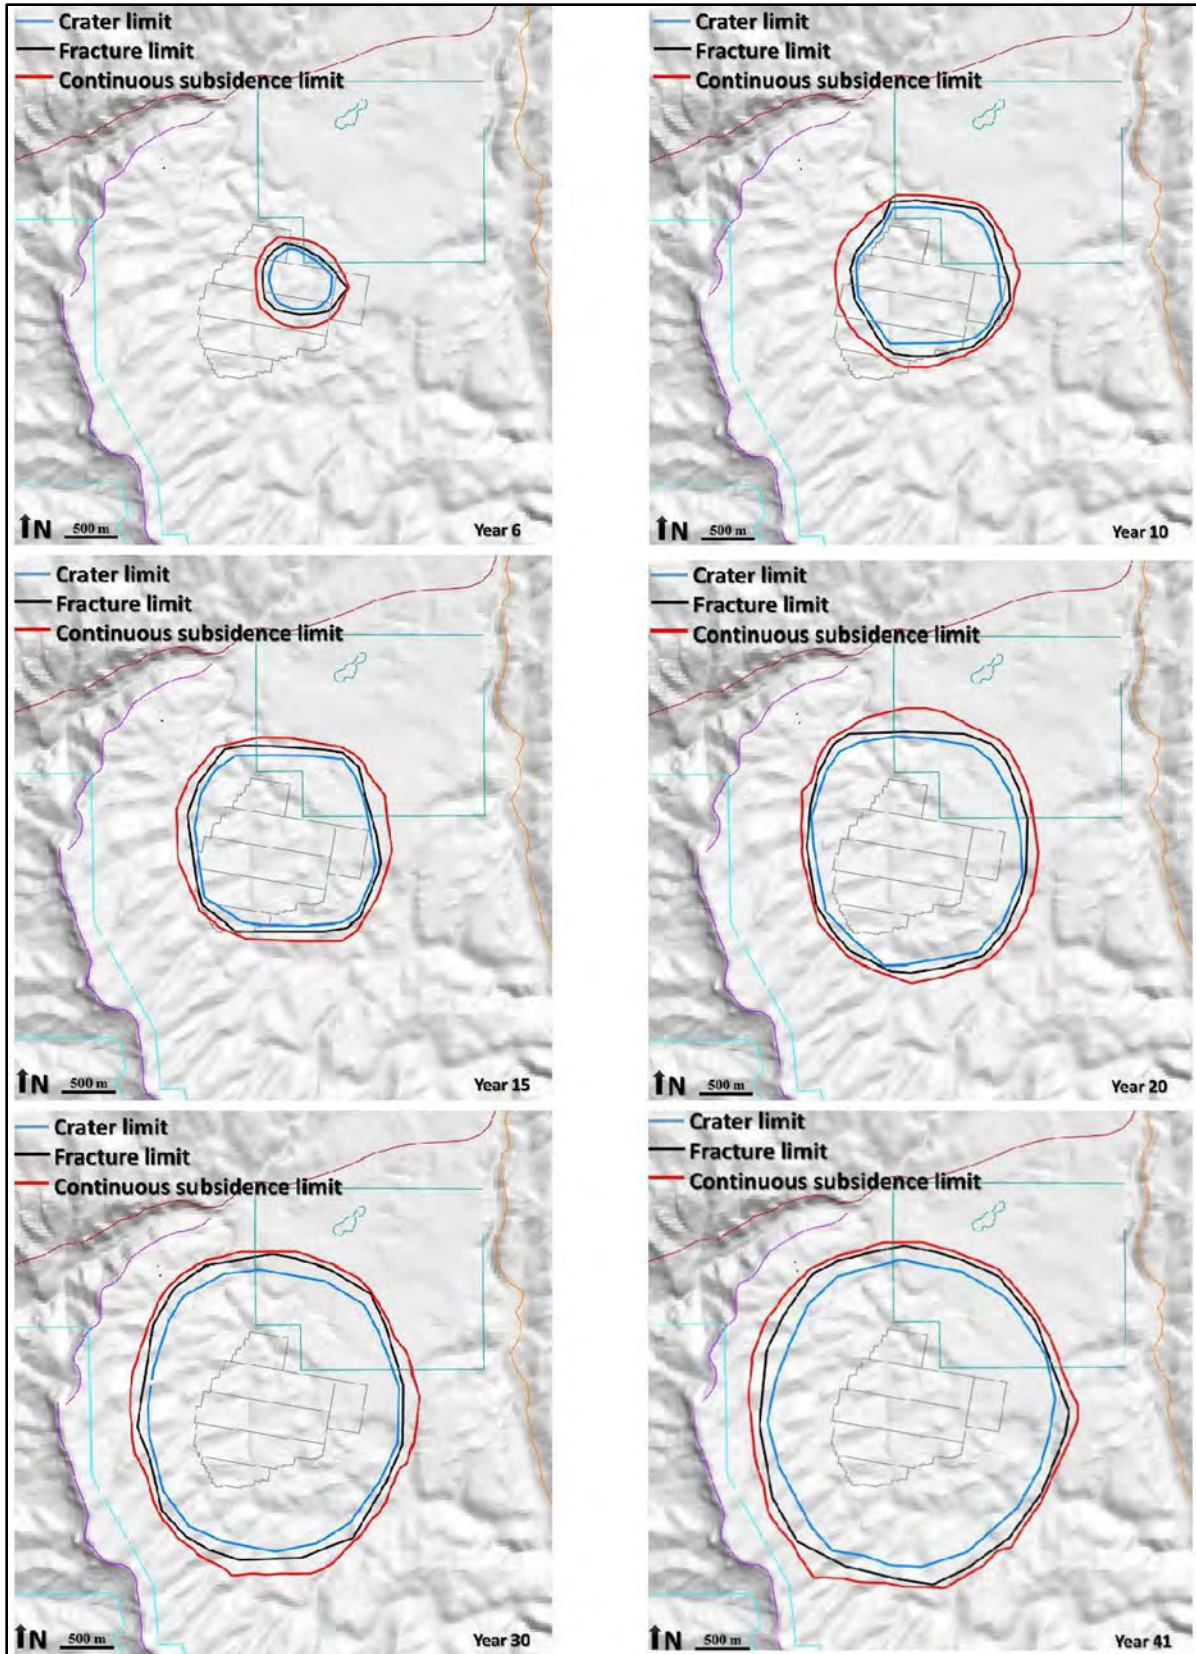 Crater limit
Fracture limit
Continuous subsidence limit
N 500 m Year 6
Crater limit
Fracture limit
Continuous subsidence limit
N 500 m Year 10
Crater limit
Fracture limit
Continuous subsidence limit
N 500 m Year 15
Crater limit
Fracture limit
Continuous subsidence limit
N 500 m Year 20
Crater limit
Fracture limit
Continuous subsidence limit
N 500 m Year 30
Crater limit
Fracture limit
Continuous subsidence limit
N 500 m Year 41